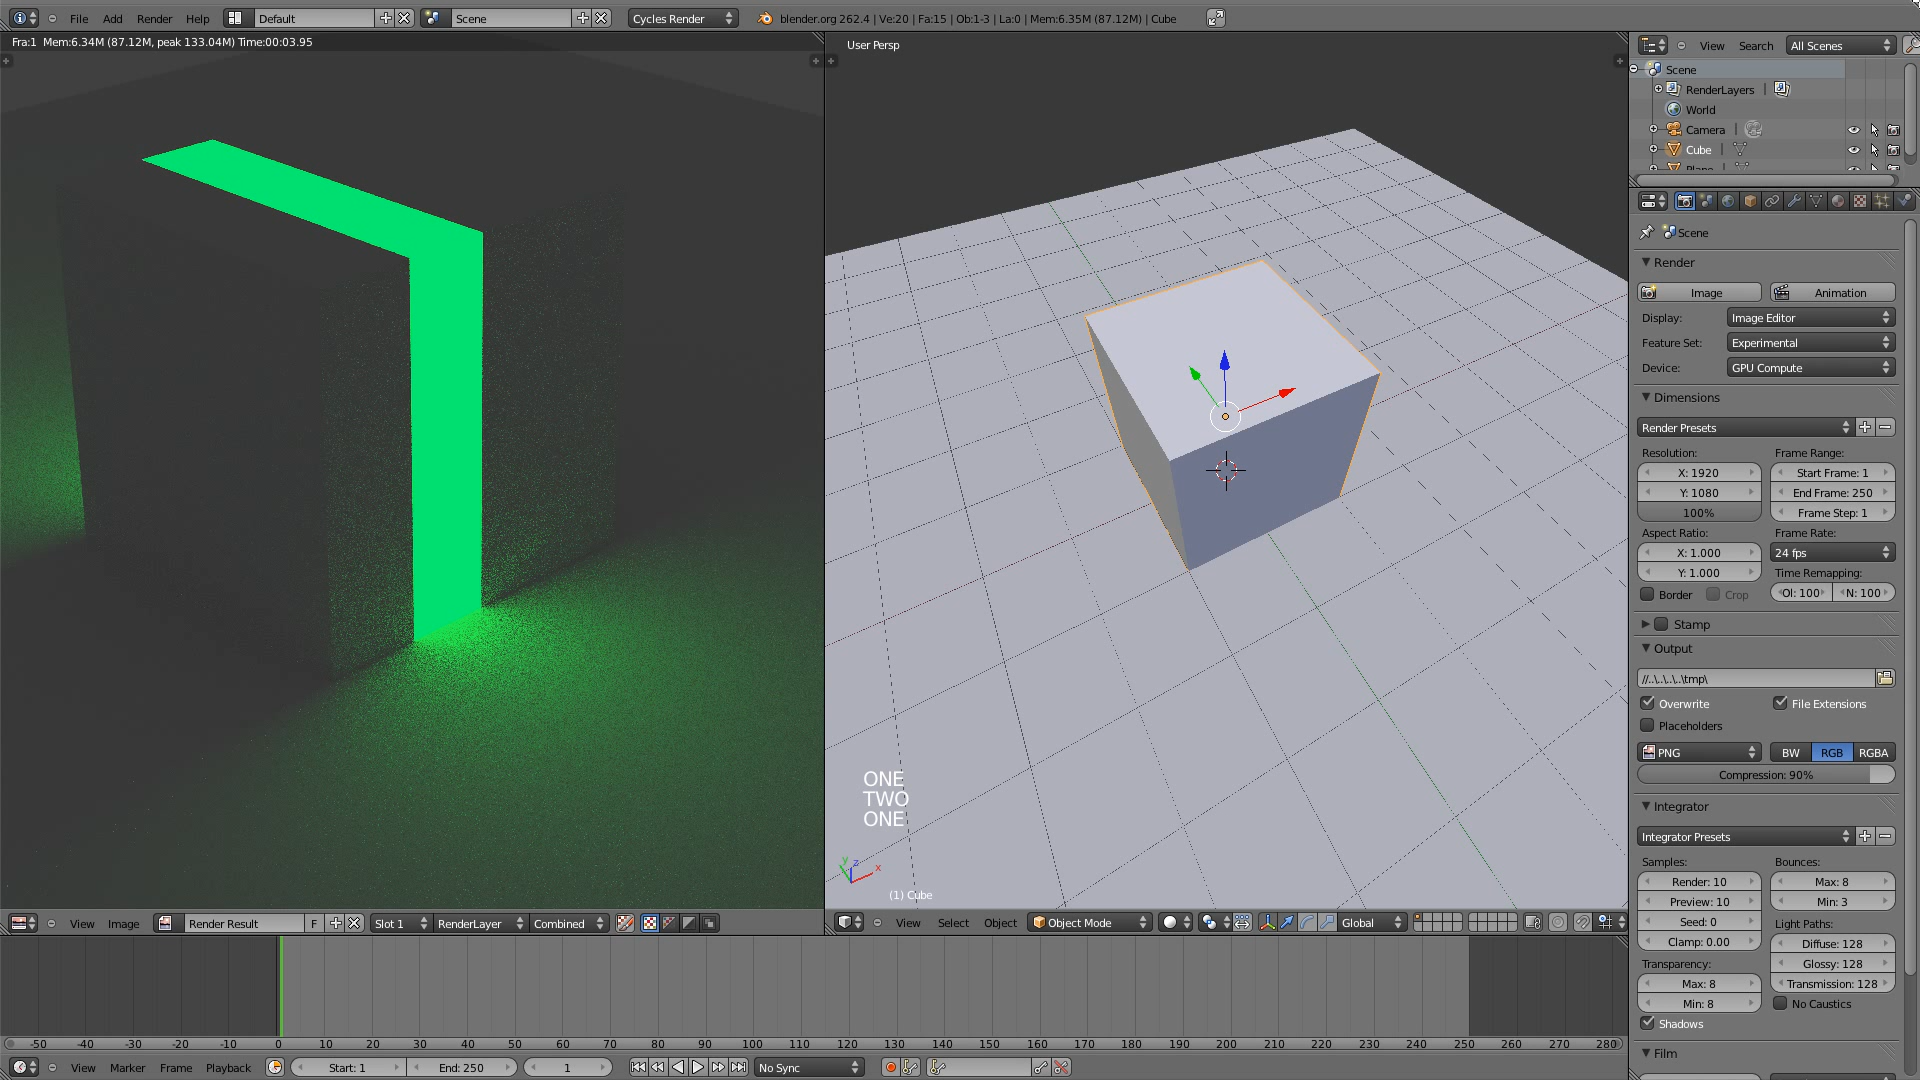 File Add Render Help Default Scene Cycles Render blender.org 262.4 | Ve:20 | Fa:15 | Ob:1-3 | La:0 | Mem:6.35M (87.12M) | Cube
Fra:1 Mem:6.34M (87.12M, peak 133.04M) Time:00:03.95
User Persp
ONE
TWO
ONE
y z x
(1) Cube
View Image Render Result F Slot 1 RenderLayer Combined
View Select Object Object Mode Global
-50 -40 -30 -20 -10 0 10 20 30 40 50 60 70 80 90 100 110 120 130 140 150 160 170 180 190 200 210 220 230 240 250 260 270 280
View Marker Frame Playback Start: 1 End: 250 1 No Sync
View Search All Scenes
Scene
RenderLayers |
World
Camera |
Cube |
Plane
Scene
Render
Image Animation
Display: Image Editor
Feature Set: Experimental
Device: GPU Compute
Dimensions
Render Presets
Resolution: Frame Range:
X: 1920 Start Frame: 1
Y: 1080 End Frame: 250
100% Frame Step: 1
Aspect Ratio: Frame Rate:
X: 1.000 24 fps
Y: 1.000 Time Remapping:
Border Crop Ol: 100 N: 100
Stamp
Output
//..\..\..\..\tmp\
Overwrite File Extensions
Placeholders
PNG BW RGB RGBA
Compression: 90%
Integrator
Integrator Presets
Samples: Bounces:
Render: 10 Max: 8
Preview: 10 Min: 3
Seed: 0 Light Paths:
Clamp: 0.00 Diffuse: 128
Transparency: Glossy: 128
Max: 8 Transmission: 128
Min: 8 No Caustics
Shadows
Film